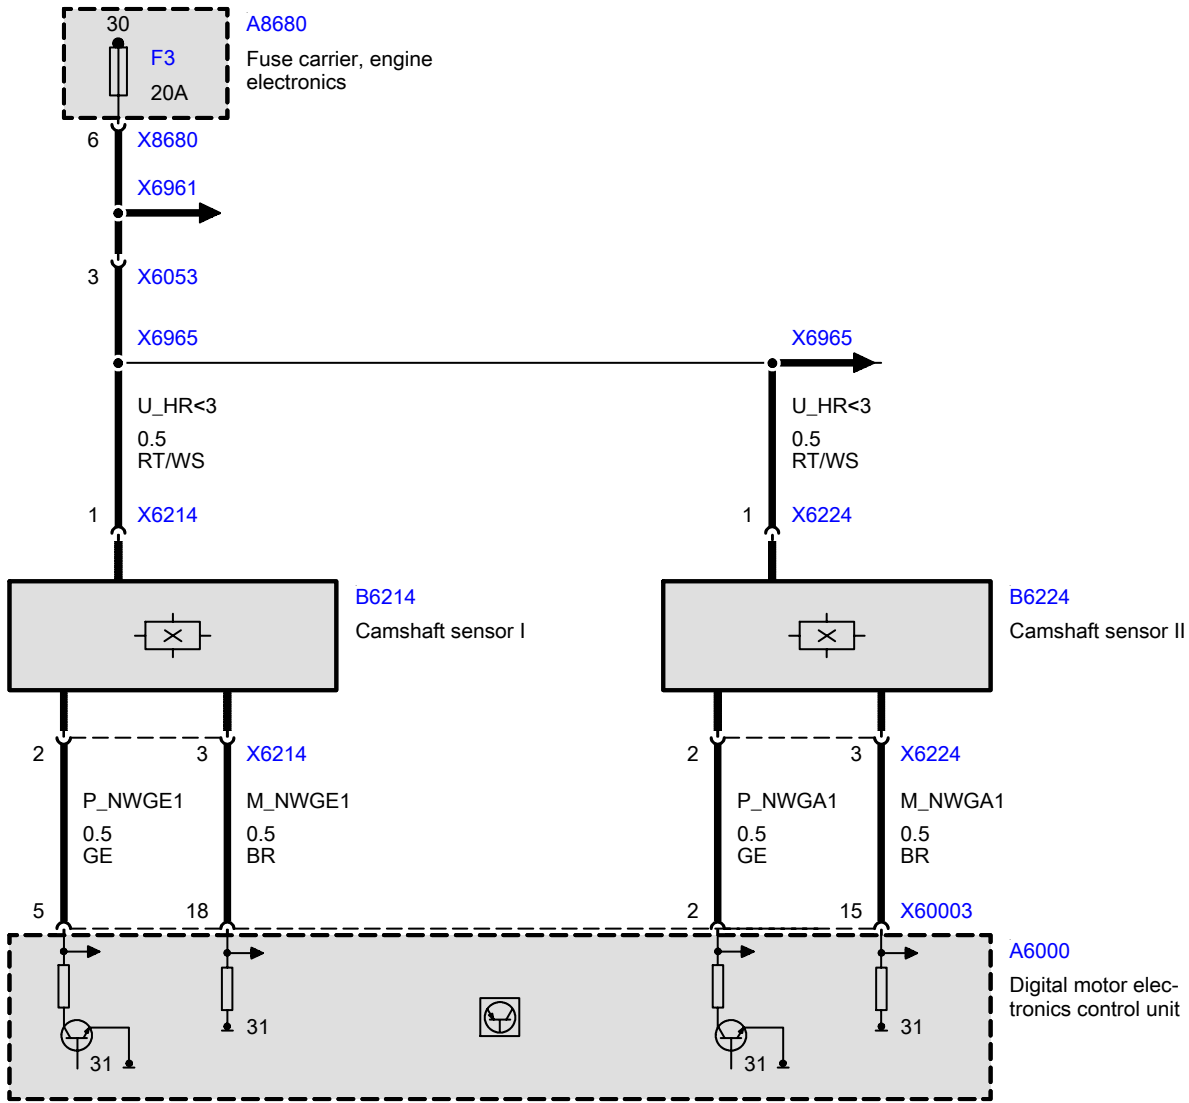 30
A8680
F3
Fuse carrier, engine
electronics
20A
6
X8680
X6961
3
X6053
X6965
X6965
U_HR<3
0.5
RT/WS
U_HR<3
0.5
RT/WS
1
X6214
1
X6224
B6214
Camshaft sensor I
B6224
Camshaft sensor II
2
3
X6214
2
3
X6224
P_NWGE1
0.5
GE
M_NWGE1
0.5
BR
P_NWGA1
0.5
GE
M_NWGA1
0.5
BR
5
18
2
15
X60003
A6000
Digital motor elec-
tronics control unit
31
31
31
31